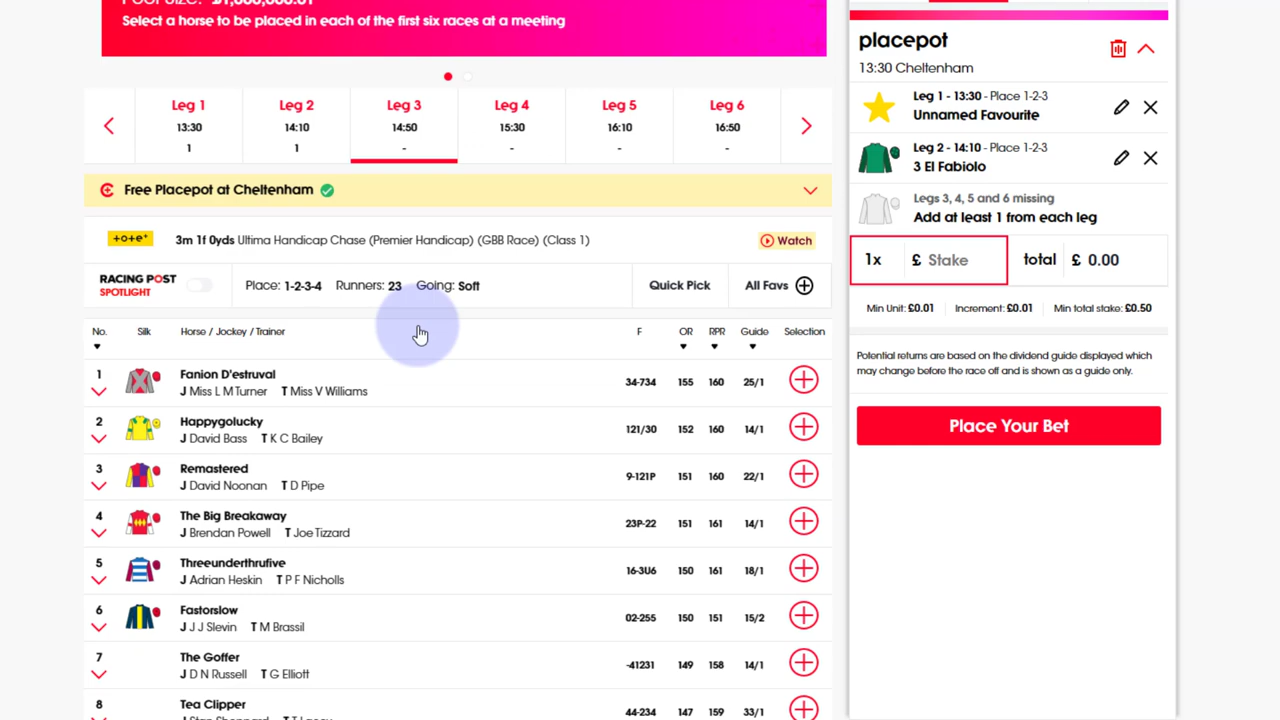 Select a horse to be placed in each of the first six races at a meeting
Leg 1 Leg 2 Leg 3 Leg 4 Leg 5 Leg 6
13:30 14:10 14:50 15:30 16:10 16:50
1 1 - - - -
Free Placepot at Cheltenham
+o+e+ 3m 1f 0yds Ultima Handicap Chase (Premier Handicap) (GBB Race) (Class 1) Watch
RACING POST
SPOTLIGHT
Place: 1-2-3-4 Runners: 23 Going: Soft Quick Pick All Favs
No. Silk Horse / Jockey / Trainer F OR RPR Guide Selection
1 Fanion D'estruval
J Miss L M Turner T Miss V Williams 34-734 155 160 25/1
2 Happygolucky
J David Bass T K C Bailey 121/30 152 160 14/1
3 Remastered
J David Noonan T D Pipe 9-121P 151 160 22/1
4 The Big Breakaway
J Brendan Powell T Joe Tizzard 23P-22 151 161 14/1
5 Threeunderthrufive
J Adrian Heskin T P F Nicholls 16-3U6 150 161 18/1
6 Fastorslow
J J J Slevin T M Brassil 02-255 150 151 15/2
7 The Goffer
J D N Russell T G Elliott -41231 149 158 14/1
8 Tea Clipper
44-234 147 159 33/1
placepot
13:30 Cheltenham
Leg 1 - 13:30 - Place 1-2-3
Unnamed Favourite
Leg 2 - 14:10 - Place 1-2-3
3 El Fabiolo
Legs 3, 4, 5 and 6 missing
Add at least 1 from each leg
1x £ Stake total £ 0.00
Min Unit: £0.01 Increment: £0.01 Min total stake: £0.50
Potential returns are based on the dividend guide displayed which
may change before the race off and is shown as a guide only.
Place Your Bet